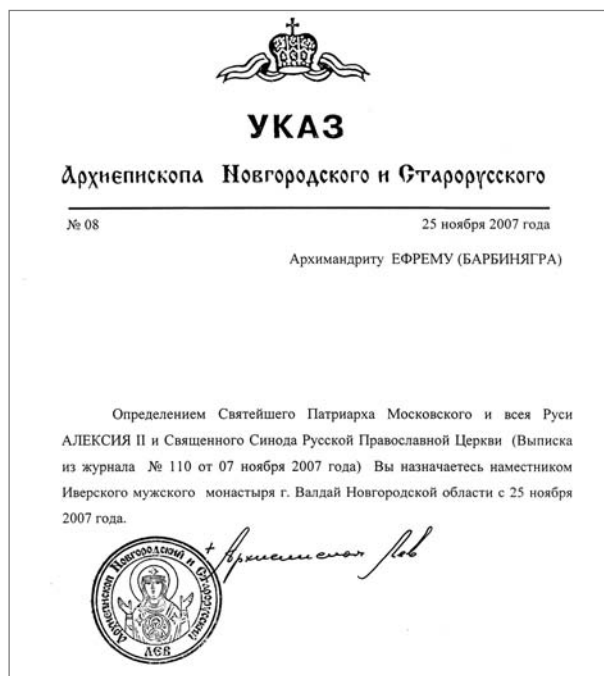 УКАЗ
Архиепископа Новгородского и Старорусского
№ 08 25 ноября 2007 года
Архимандриту ЕФРЕМУ (БАРБИНЯГРА)
Определением Святейшего Патриарха Московского и всея Руси
АЛЕКСИЯ II и Священного Синода Русской Православной Церкви (Выписка
из журнала № 110 от 07 ноября 2007 года) Вы назначаетесь наместником
Иверского мужского монастыря г. Валдай Новгородской области с 25 ноября
2007 года.
+ Архиепископ Лев
Архиепископ Новгородский и Старорусский
ЛЕВ